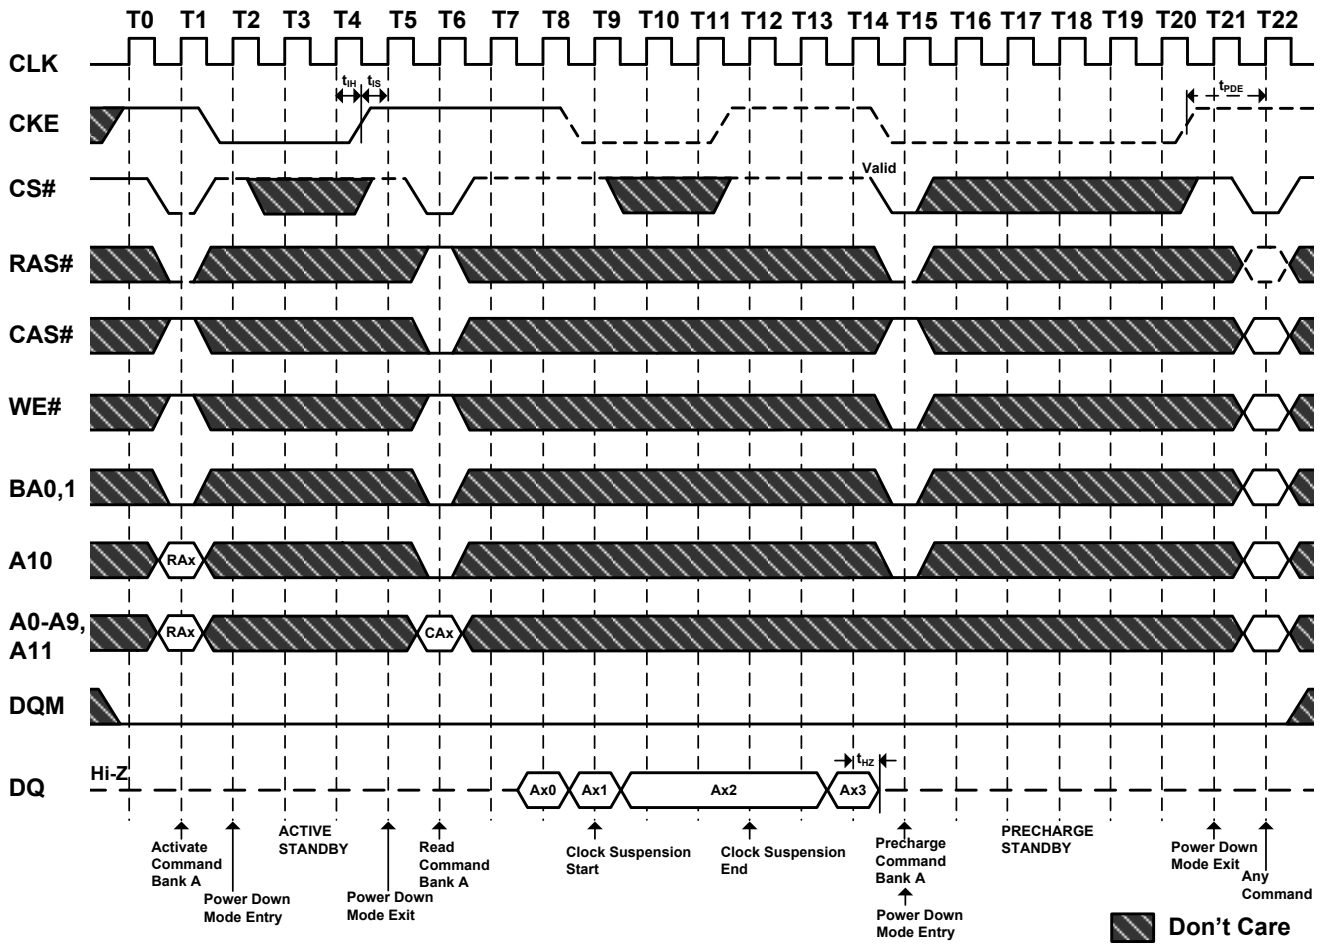 T0 T1 T2 T3 T4 T5 T6 T7 T8 T9 T10 T11 T12 T13 T14 T15 T16 T17 T18 T19 T20 T21 T22
CLK
tIH tIS
tPDE
CKE
Valid
CS#
RAS#
CAS#
WE#
BA0,1
A10
RAx
A0-A9,
A11
RAx
CAx
DQM
Hi-Z
DQ
Ax0
Ax1
Ax2
Ax3
tHZ
Activate
Command
Bank A
Power Down
Mode Entry
ACTIVE
STANDBY
Power Down
Mode Exit
Read
Command
Bank A
Clock Suspension
Start
Clock Suspension
End
Precharge
Command
Bank A
Power Down
Mode Entry
PRECHARGE
STANDBY
Power Down
Mode Exit
Any
Command
Don't Care